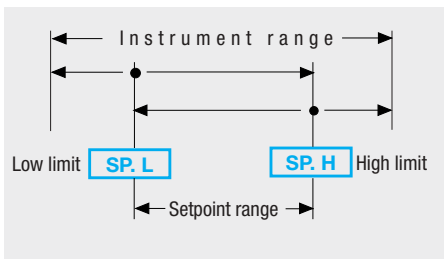 Instrument range
Low limit SP. L SP. H High limit
Setpoint range